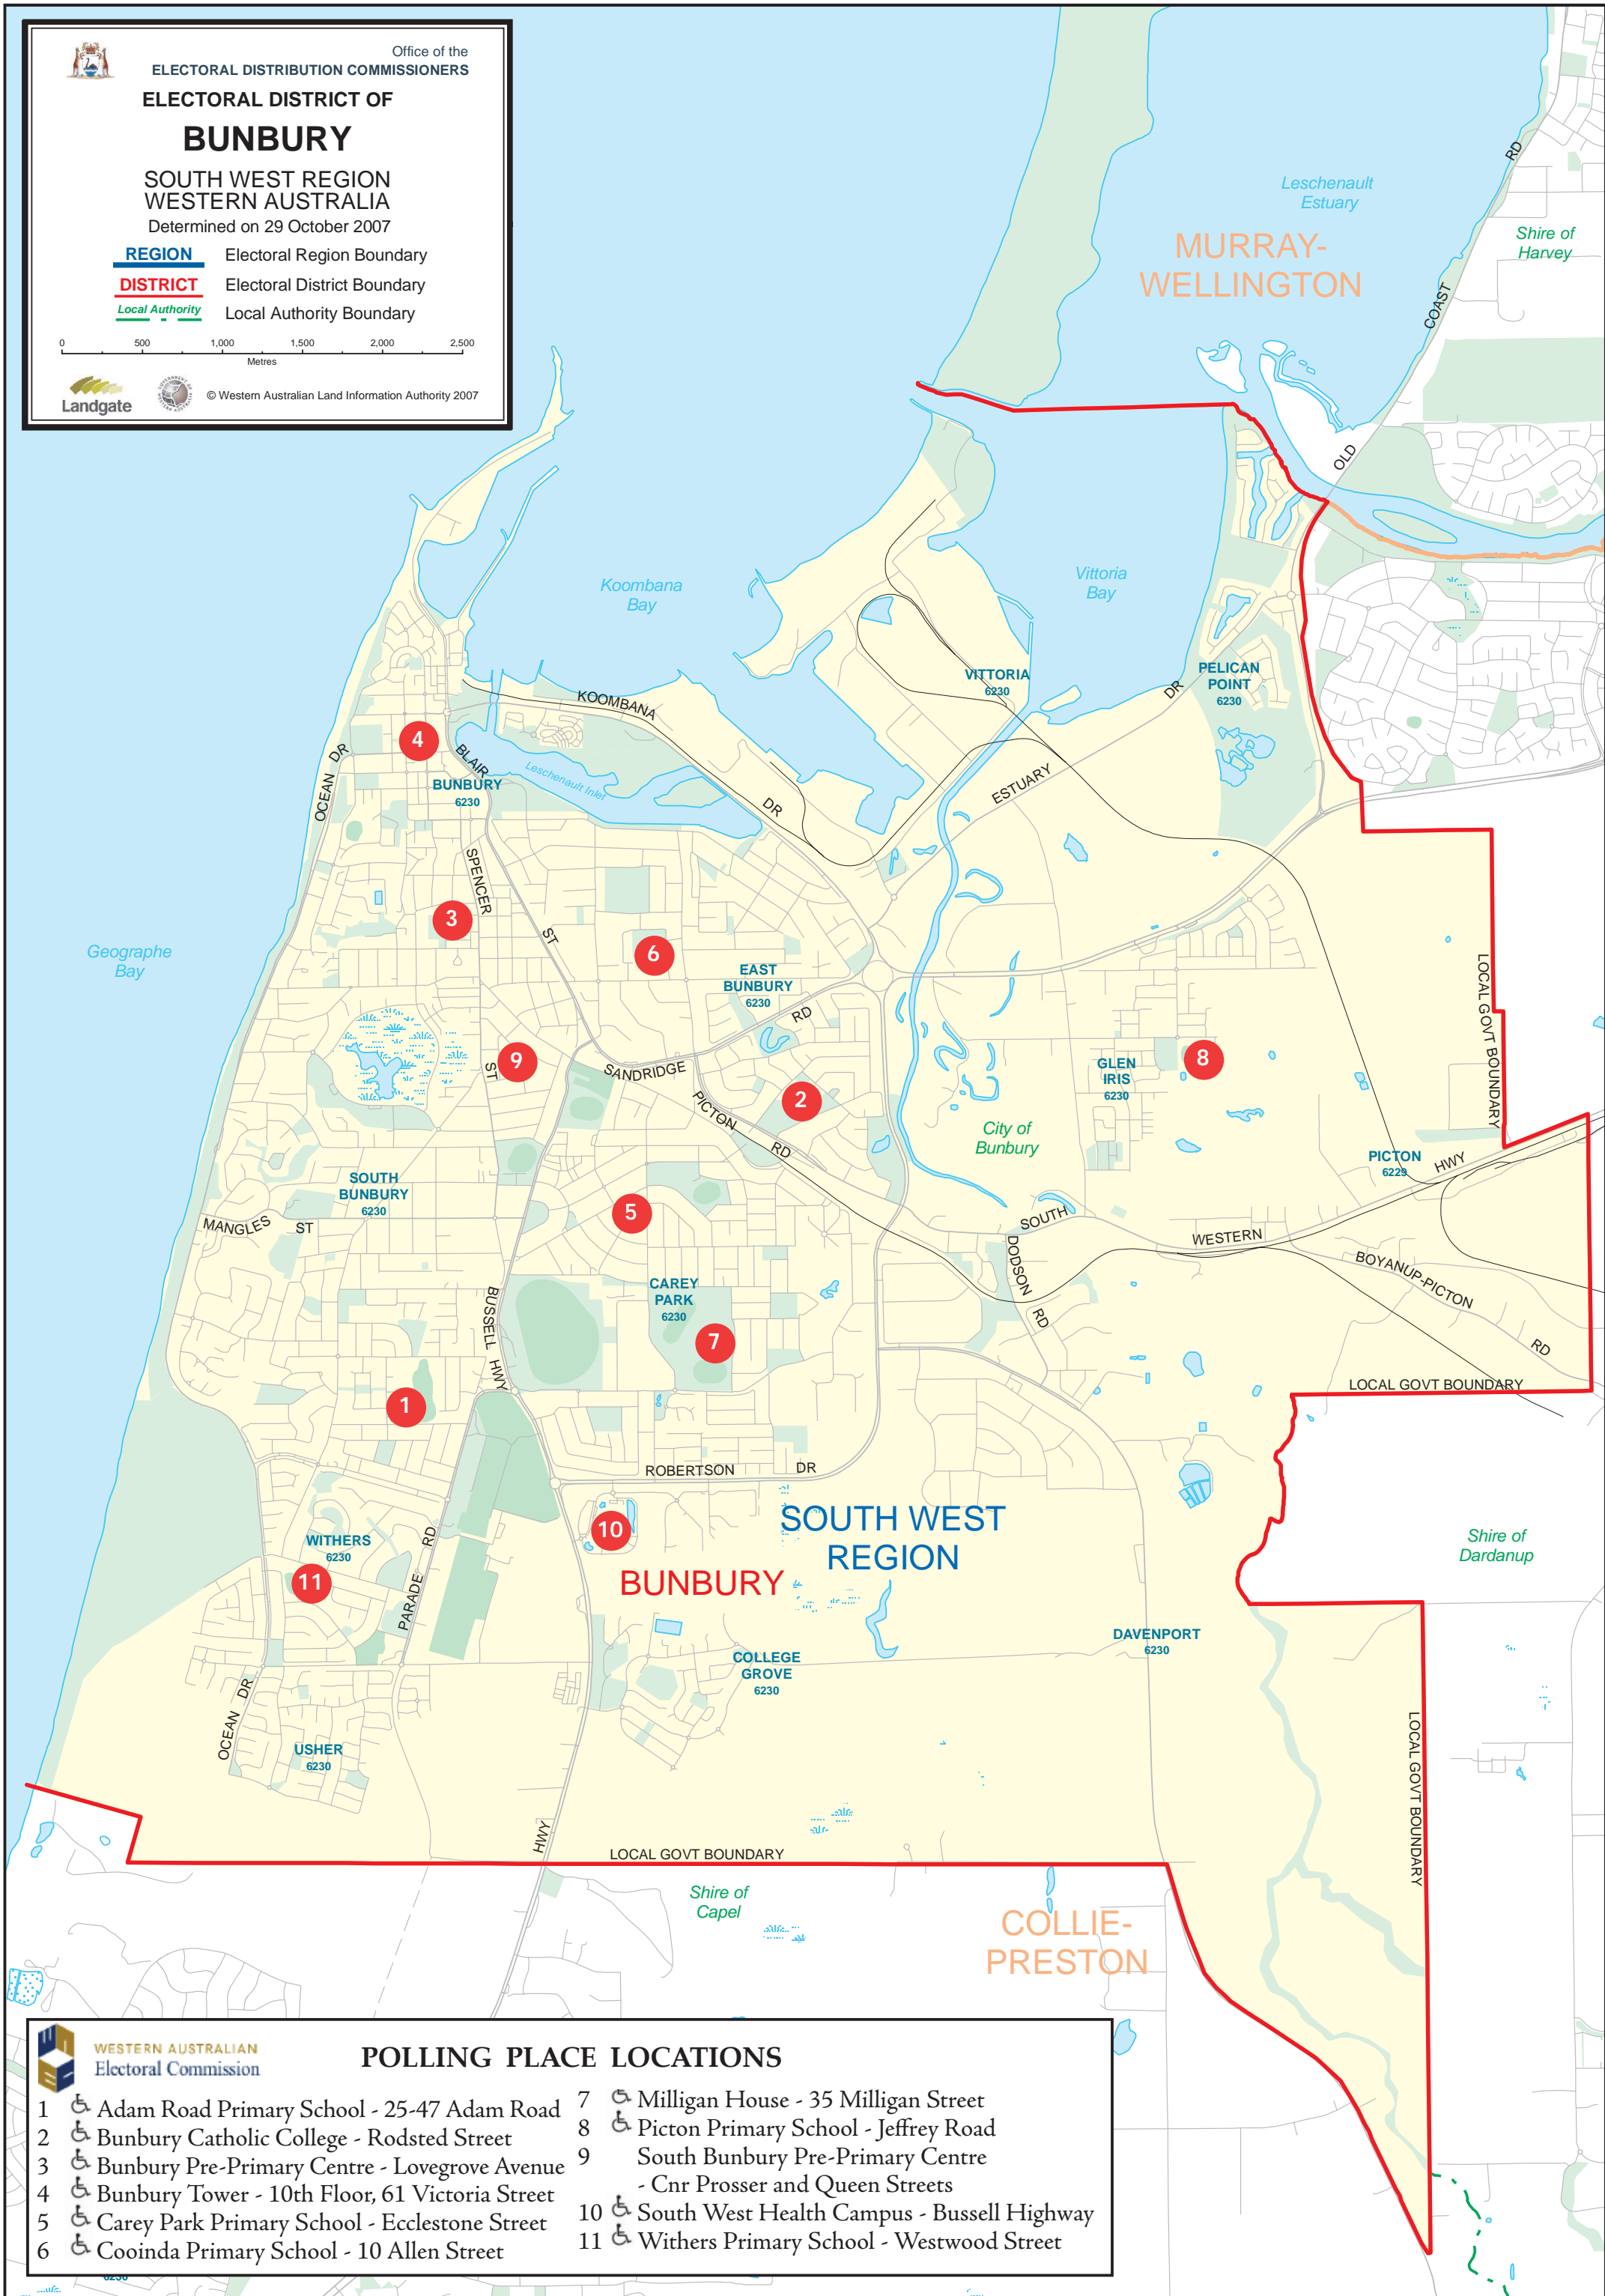 Office of the
ELECTORAL DISTRIBUTION COMMISSIONERS
ELECTORAL DISTRICT OF
BUNBURY
SOUTH WEST REGION
WESTERN AUSTRALIA
Determined on 29 October 2007
REGION Electoral Region Boundary
DISTRICT Electoral District Boundary
Local Authority Local Authority Boundary
0 500 1,000 1,500 2,000 2,500
Metres
Landgate
© Western Australian Land Information Authority 2007
Leschenault
Estuary
MURRAY-
WELLINGTON
Shire of
Harvey
OLD COAST RD
Koombana
Bay
Vittoria
Bay
VITTORIA
6230
PELICAN
POINT
6230
KOOMBANA DR
ESTUARY DR
OCEAN DR
4
BLAIR ST
BUNBURY
6230
Leschenault Inlet
SPENCER ST
3
6
Geographe
Bay
EAST
BUNBURY
6230
LOCAL GOVT BOUNDARY
9
SANDRIDGE RD
2
GLEN
IRIS
6230
8
PICTON RD
City of
Bunbury
PICTON
6229
SOUTH WESTERN HWY
SOUTH
BUNBURY
6230
5
MANGLES ST
DODSON RD
BOYANUP-PICTON RD
CAREY
PARK
6230
7
BUSSELL HWY
LOCAL GOVT BOUNDARY
1
ROBERTSON DR
SOUTH WEST
REGION
10
WITHERS
6230
11
PARADE RD
BUNBURY
Shire of
Dardanup
DAVENPORT
6230
COLLEGE
GROVE
6230
OCEAN DR
USHER
6230
LOCAL GOVT BOUNDARY
HWY
LOCAL GOVT BOUNDARY
Shire of
Capel
COLLIE-
PRESTON
WESTERN AUSTRALIAN
Electoral Commission
POLLING PLACE LOCATIONS
1 Adam Road Primary School - 25-47 Adam Road
2 Bunbury Catholic College - Rodsted Street
3 Bunbury Pre-Primary Centre - Lovegrove Avenue
4 Bunbury Tower - 10th Floor, 61 Victoria Street
5 Carey Park Primary School - Ecclestone Street
6 Cooinda Primary School - 10 Allen Street
7 Milligan House - 35 Milligan Street
8 Picton Primary School - Jeffrey Road
9 South Bunbury Pre-Primary Centre
- Cnr Prosser and Queen Streets
10 South West Health Campus - Bussell Highway
11 Withers Primary School - Westwood Street